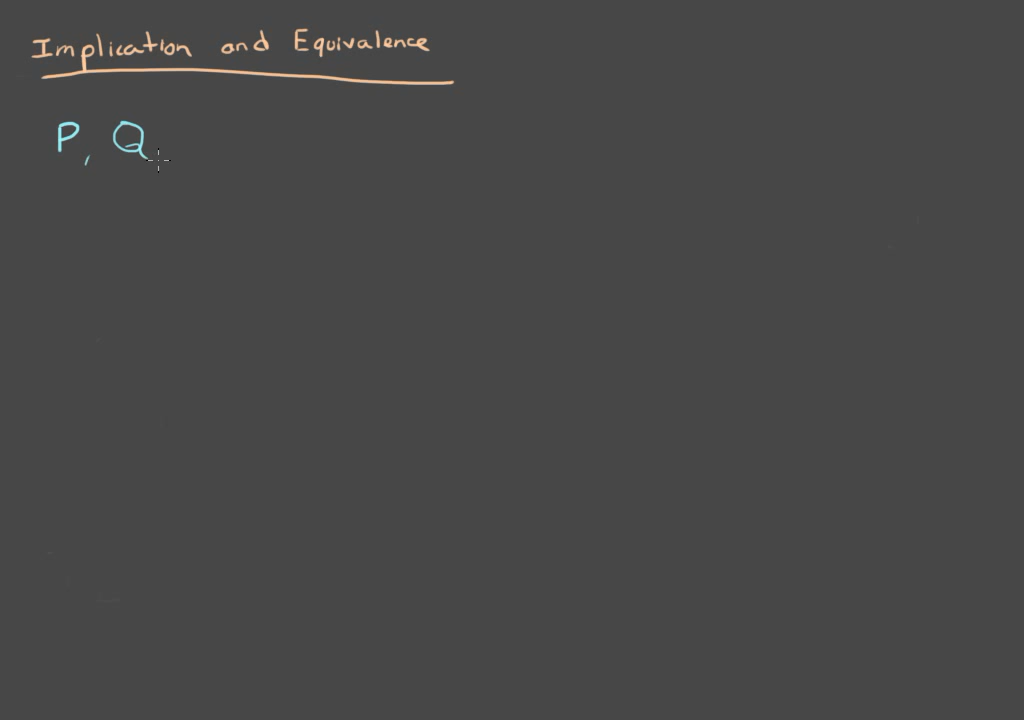 Implication and Equivalence
P, Q